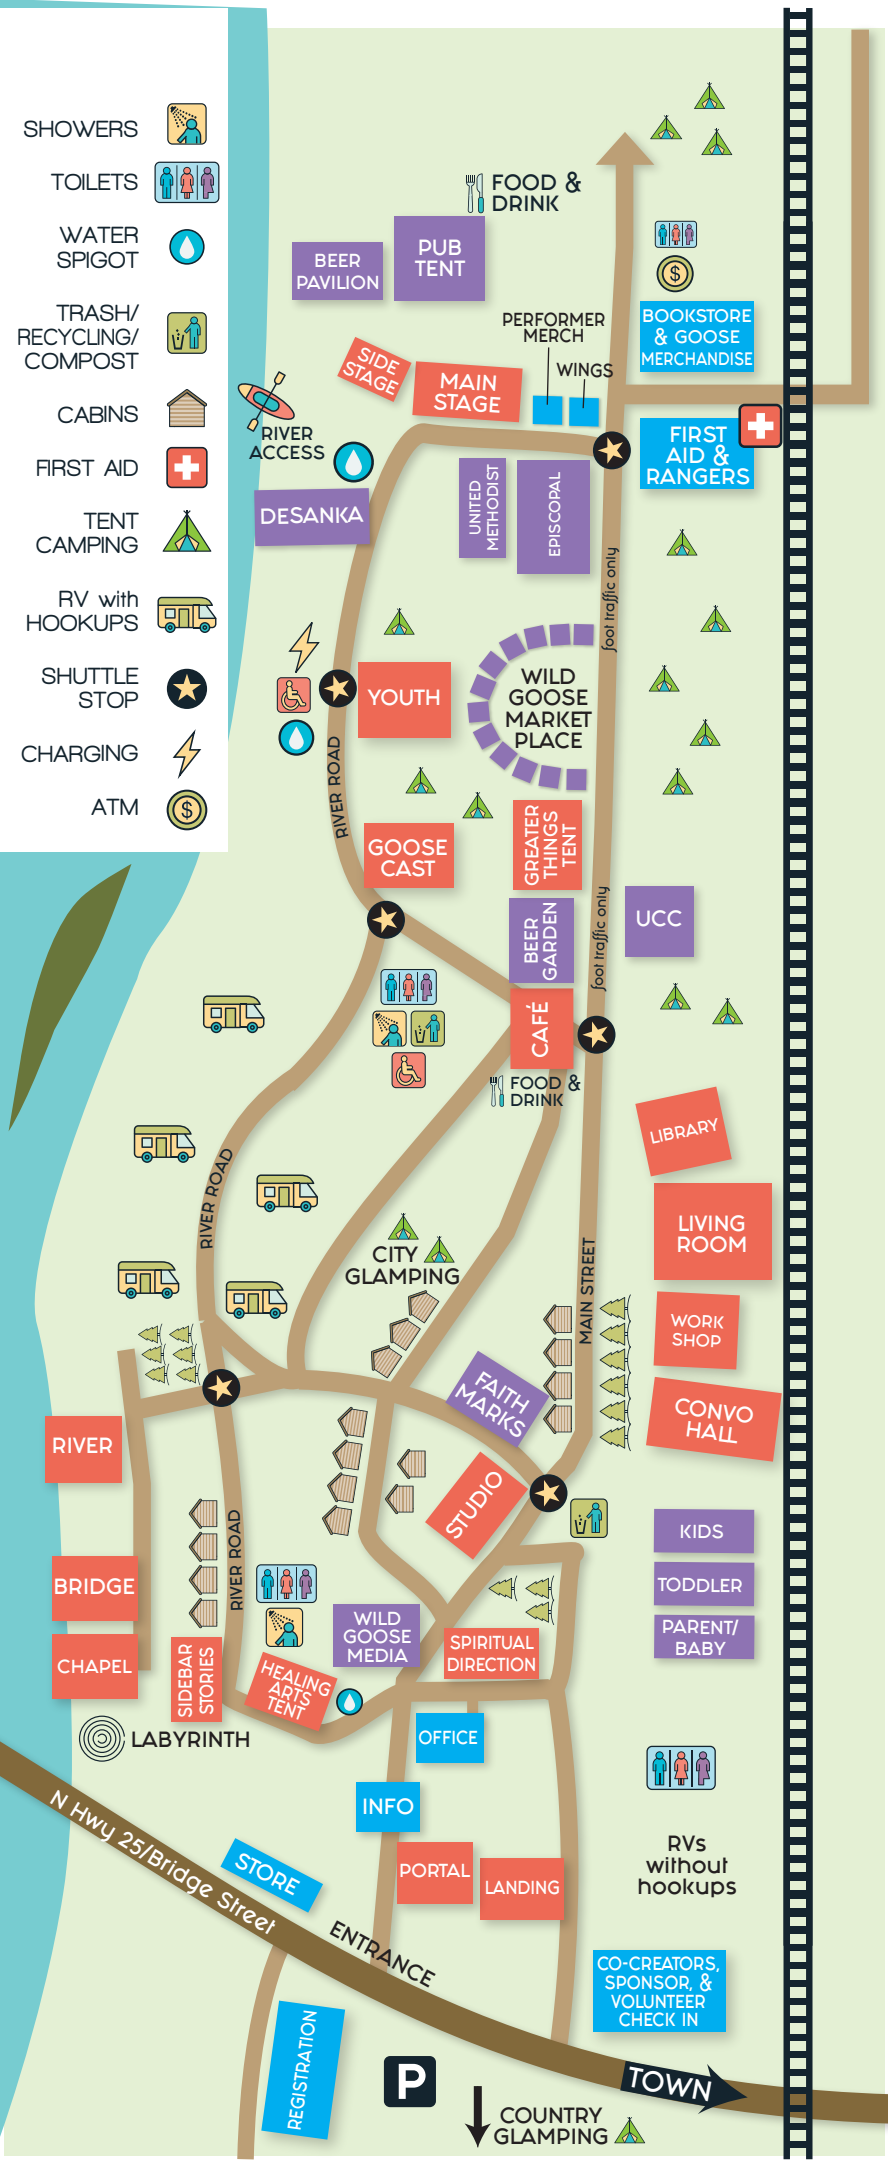 SHOWERS
TOILETS
WATER
SPIGOT
TRASH/
RECYCLING/
COMPOST
CABINS
FIRST AID
TENT
CAMPING
RV with
HOOKUPS
SHUTTLE
STOP
CHARGING
ATM
$
FOOD &
DRINK
BEER
PAVILION
PUB
TENT
$
BOOKSTORE
& GOOSE
MERCHANDISE
PERFORMER
MERCH
WINGS
SIDE
STAGE
MAIN
STAGE
RIVER
ACCESS
FIRST
AID &
RANGERS
DESANKA
UNITED
METHODIST
EPISCOPAL
foot traffic only
YOUTH
WILD
GOOSE
MARKET
PLACE
RIVER ROAD
GOOSE
CAST
GREATER
THINGS
TENT
BEER
GARDEN
foot traffic only
UCC
CAFÉ
FOOD &
DRINK
LIBRARY
RIVER ROAD
LIVING
ROOM
CITY
GLAMPING
MAIN STREET
WORK
SHOP
FAITH
MARKS
CONVO
HALL
RIVER
STUDIO
KIDS
RIVER ROAD
BRIDGE
TODDLER
WILD
GOOSE
MEDIA
PARENT/
BABY
SPIRITUAL
DIRECTION
CHAPEL
SIDEBAR
STORIES
HEALING
ARTS
TENT
LABYRINTH
OFFICE
INFO
N Hwy 25/Bridge Street
STORE
PORTAL
LANDING
RVs
without
hookups
ENTRANCE
CO-CREATORS,
SPONSOR, &
VOLUNTEER
CHECK IN
REGISTRATION
P
TOWN
COUNTRY
GLAMPING